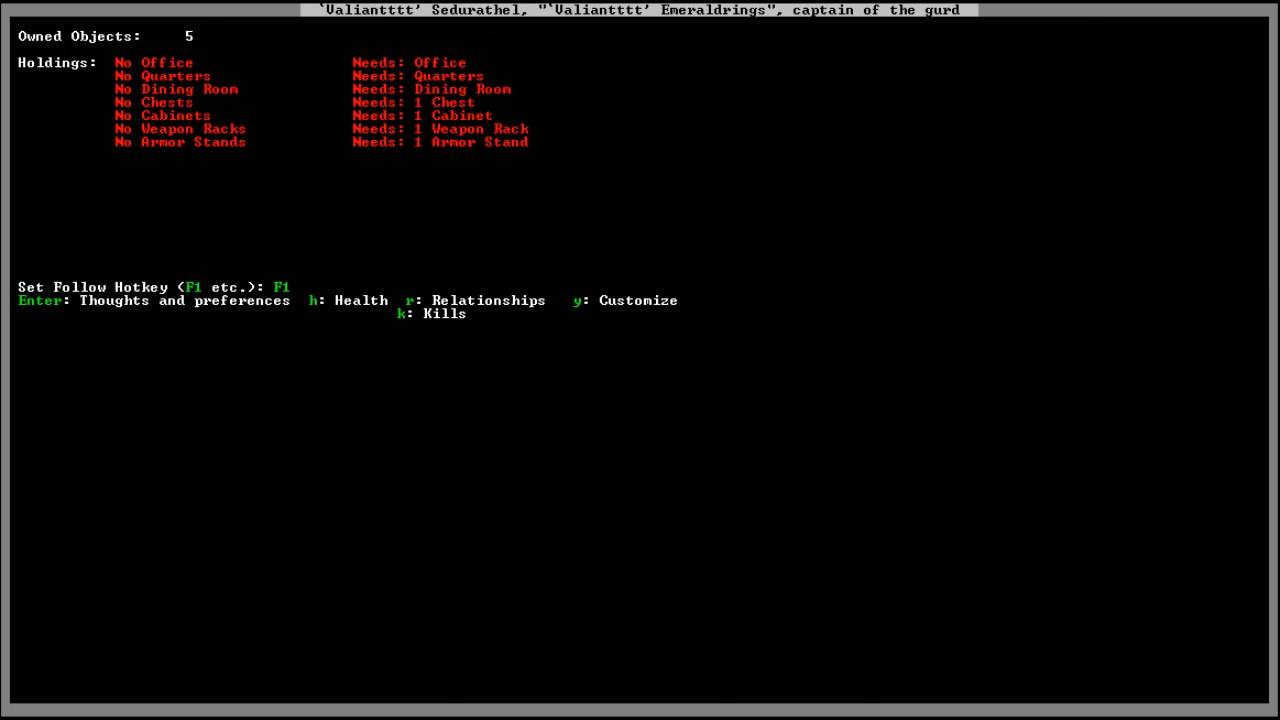 `Valiantttt' Sedurathel, "`Valiantttt' Emeraldrings", captain of the gurd
Owned Objects: 5
Holdings: No Office Needs: Office
No Quarters Needs: Quarters
No Dining Room Needs: Dining Room
No Chests Needs: 1 Chest
No Cabinets Needs: 1 Cabinet
No Weapon Racks Needs: 1 Weapon Rack
No Armor Stands Needs: 1 Armor Stand
Set Follow Hotkey (F1 etc.): F1
Enter: Thoughts and preferences h: Health r: Relationships y: Customize
k: Kills